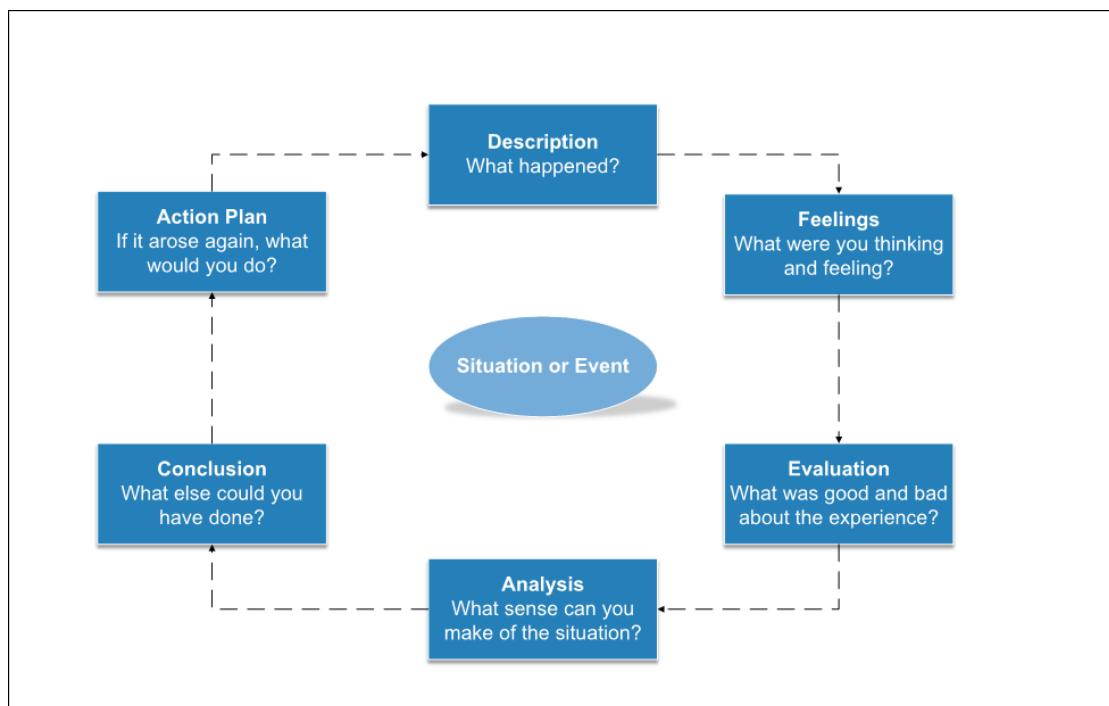 Description
What happened?
Feelings
What were you thinking
and feeling?
Evaluation
What was good and bad
about the experience?
Analysis
What sense can you
make of the situation?
Conclusion
What else could you
have done?
Action Plan
If it arose again, what
would you do?
Situation or Event